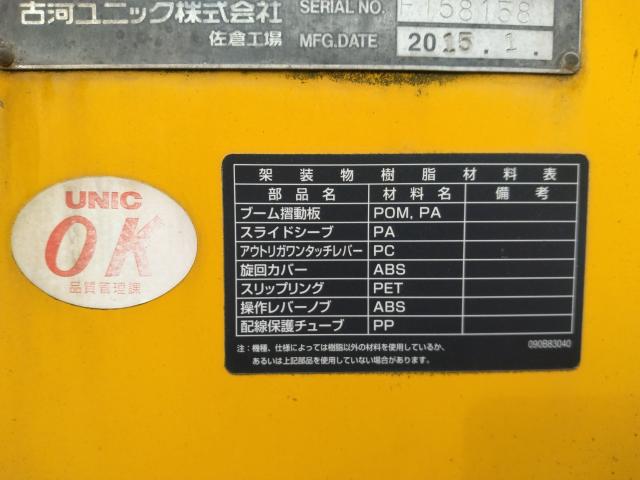 古河ユニック株式会社 SERIAL NO.
佐倉工場 MFG.DATE 2015.1.
UNIC
OK
品質管理課
架装物樹脂材料表
部品名 材料名 備考
ブーム摺動板 POM, PA
スライドシーブ PA
アウトリガワンタッチレバー PC
旋回カバー ABS
スリップリング PET
操作レバーノブ ABS
配線保護チューブ PP
注：機種、仕様によっては樹脂以外の材料を使用しているか、
あるいは上記部品を使用していない場合があります。
090B83040